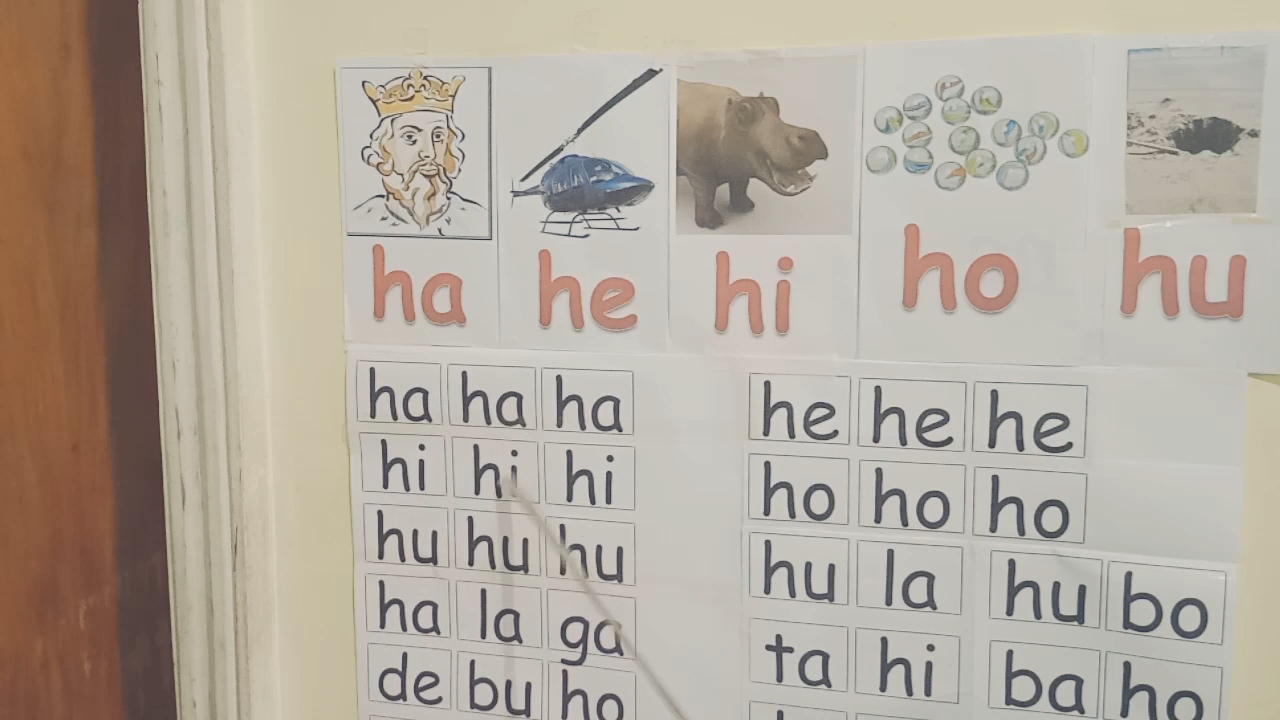 ha he hi ho hu
ha ha ha
hi hi hi
hu hu hu
ha la ga
de bu ho
he he he
ho ho ho
hu la hu bo
ta hi ba ho